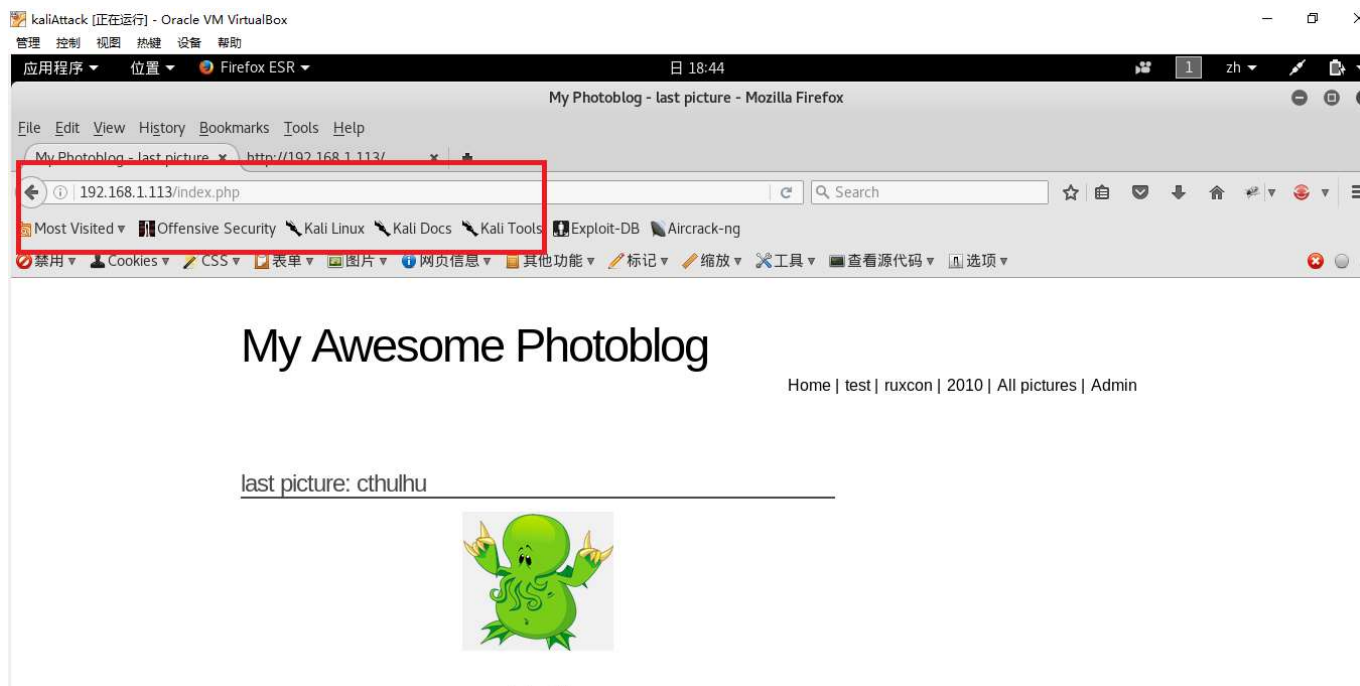 kaliAttack [正在运行] - Oracle VM VirtualBox
管理 控制 视图 热键 设备 帮助
应用程序 位置 Firefox ESR 日 18:44 1 zh
My Photoblog - last picture - Mozilla Firefox
File Edit View History Bookmarks Tools Help
My Photoblog - last picture http://192.168.1.113/
192.168.1.113/index.php Search
Most Visited Offensive Security Kali Linux Kali Docs Kali Tools Exploit-DB Aircrack-ng
禁用 Cookies CSS 表单 图片 网页信息 其他功能 标记 缩放 工具 查看源代码 选项
My Awesome Photoblog
Home | test | ruxcon | 2010 | All pictures | Admin
last picture: cthulhu